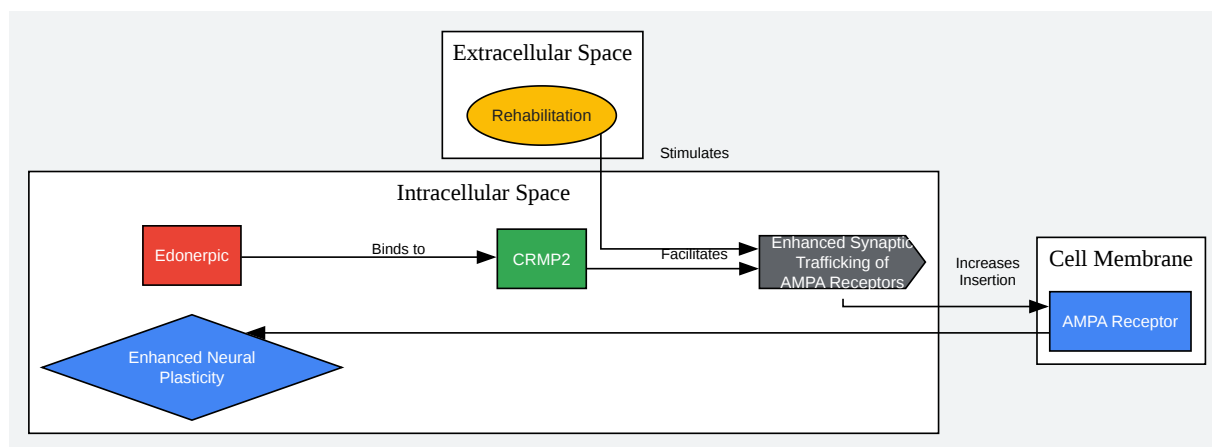 Extracellular Space
Rehabilitation
Stimulates
Intracellular Space
Edonerpic
Binds to
CRMP2
Facilitates
Enhanced Synaptic
Trafficking of
AMPA Receptors
Increases
Insertion
Cell Membrane
AMPA Receptor
Enhanced Neural
Plasticity